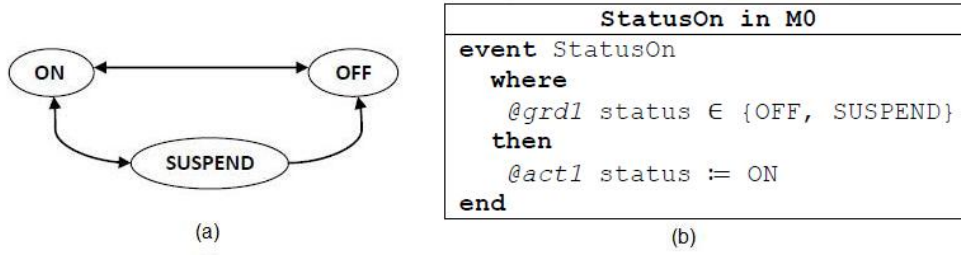 ON
OFF
SUSPEND
(a)
StatusOn in M0
event StatusOn
where
@grd1 status ∈ {OFF, SUSPEND}
then
@act1 status ≔ ON
end
(b)